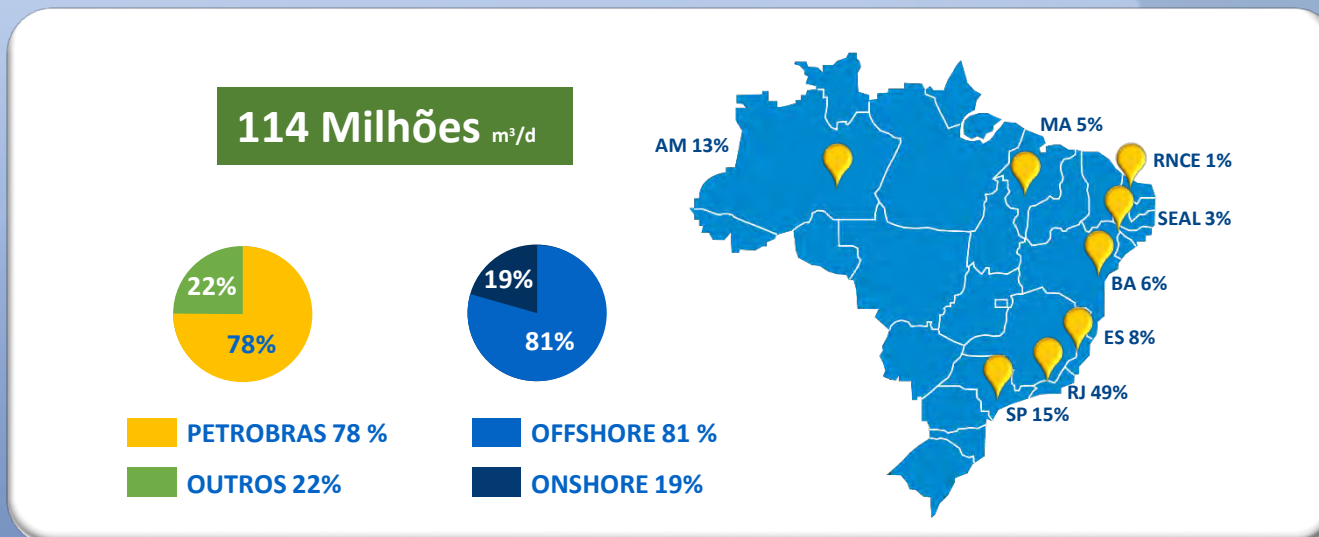 114 Milhões m³/d
22%
78%
PETROBRAS 78 %
OUTROS 22%
19%
81%
OFFSHORE 81 %
ONSHORE 19%
AM 13%
MA 5%
RNCE 1%
SEAL 3%
BA 6%
ES 8%
RJ 49%
SP 15%